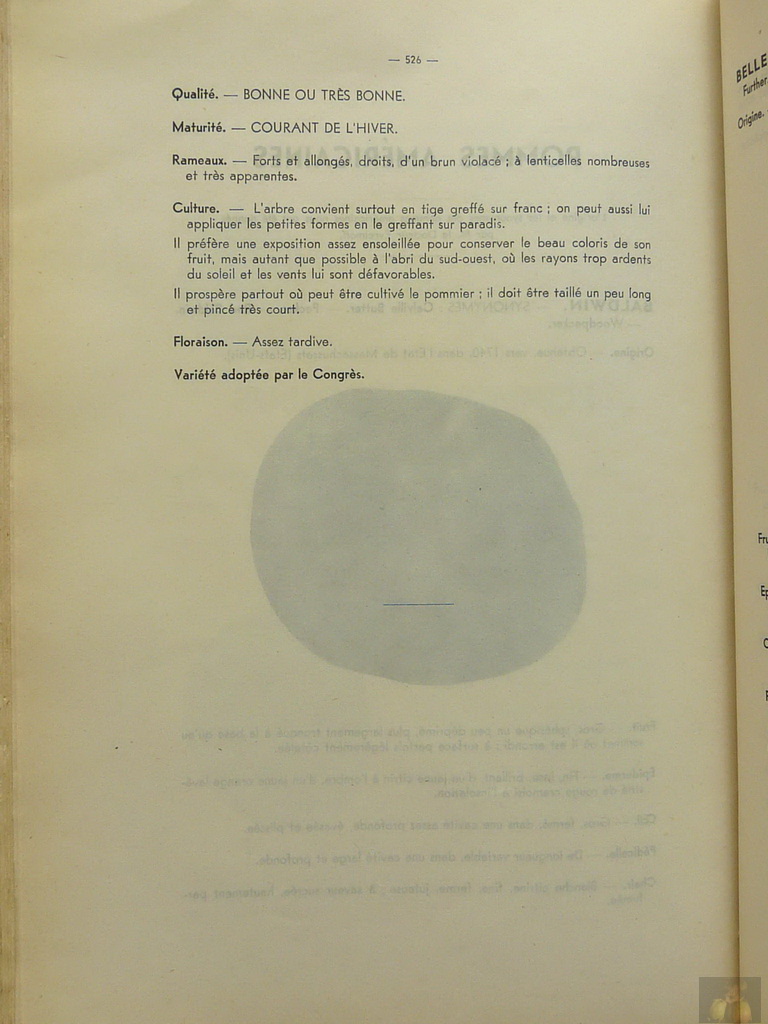 — 526 —
Qualité. — BONNE OU TRÈS BONNE.
Maturité. — COURANT DE L'HIVER.
Rameaux. — Forts et allongés, droits, d'un brun violacé ; à lenticelles nombreuses
et très apparentes.
Culture. — L'arbre convient surtout en tige greffé sur franc ; on peut aussi lui
appliquer les petites formes en le greffant sur paradis.
Il préfère une exposition assez ensoleillée pour conserver le beau coloris de son
fruit, mais autant que possible à l'abri du sud-ouest, où les rayons trop ardents
du soleil et les vents lui sont défavorables.
Il prospère partout où peut être cultivé le pommier ; il doit être taillé un peu long
et pincé très court.
Floraison. — Assez tardive.
Variété adoptée par le Congrès.
BELLE
Further
Origine.